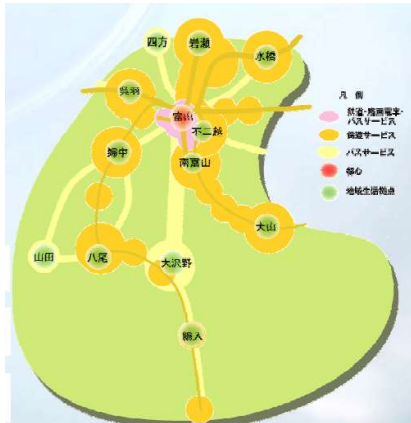 四方
岩瀬
水橋
呉羽
富山
不二越
婦中
南富山
大山
山田
八尾
大沢野
細入
凡 例
鉄道・路面電車・
バスサービス
鉄道サービス
バスサービス
都心
地域生活拠点